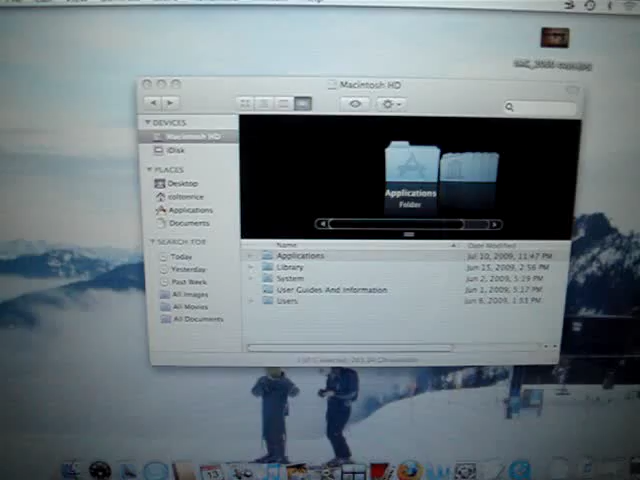 Macintosh HD
DEVICES
Macintosh HD
iDisk
PLACES
Desktop
coltonrice
Applications
Documents
SEARCH FOR
Today
Yesterday
Past Week
All Images
All Movies
All Documents
Applications
Folder
Name Date Modified
Applications Jul 10, 2009, 11:47 PM
Library Jun 15, 2009, 2:56 PM
System Jun 2, 2009, 5:19 PM
User Guides And Information Jun 1, 2009, 5:17 PM
Users Jun 6, 2009, 1:53 PM
13